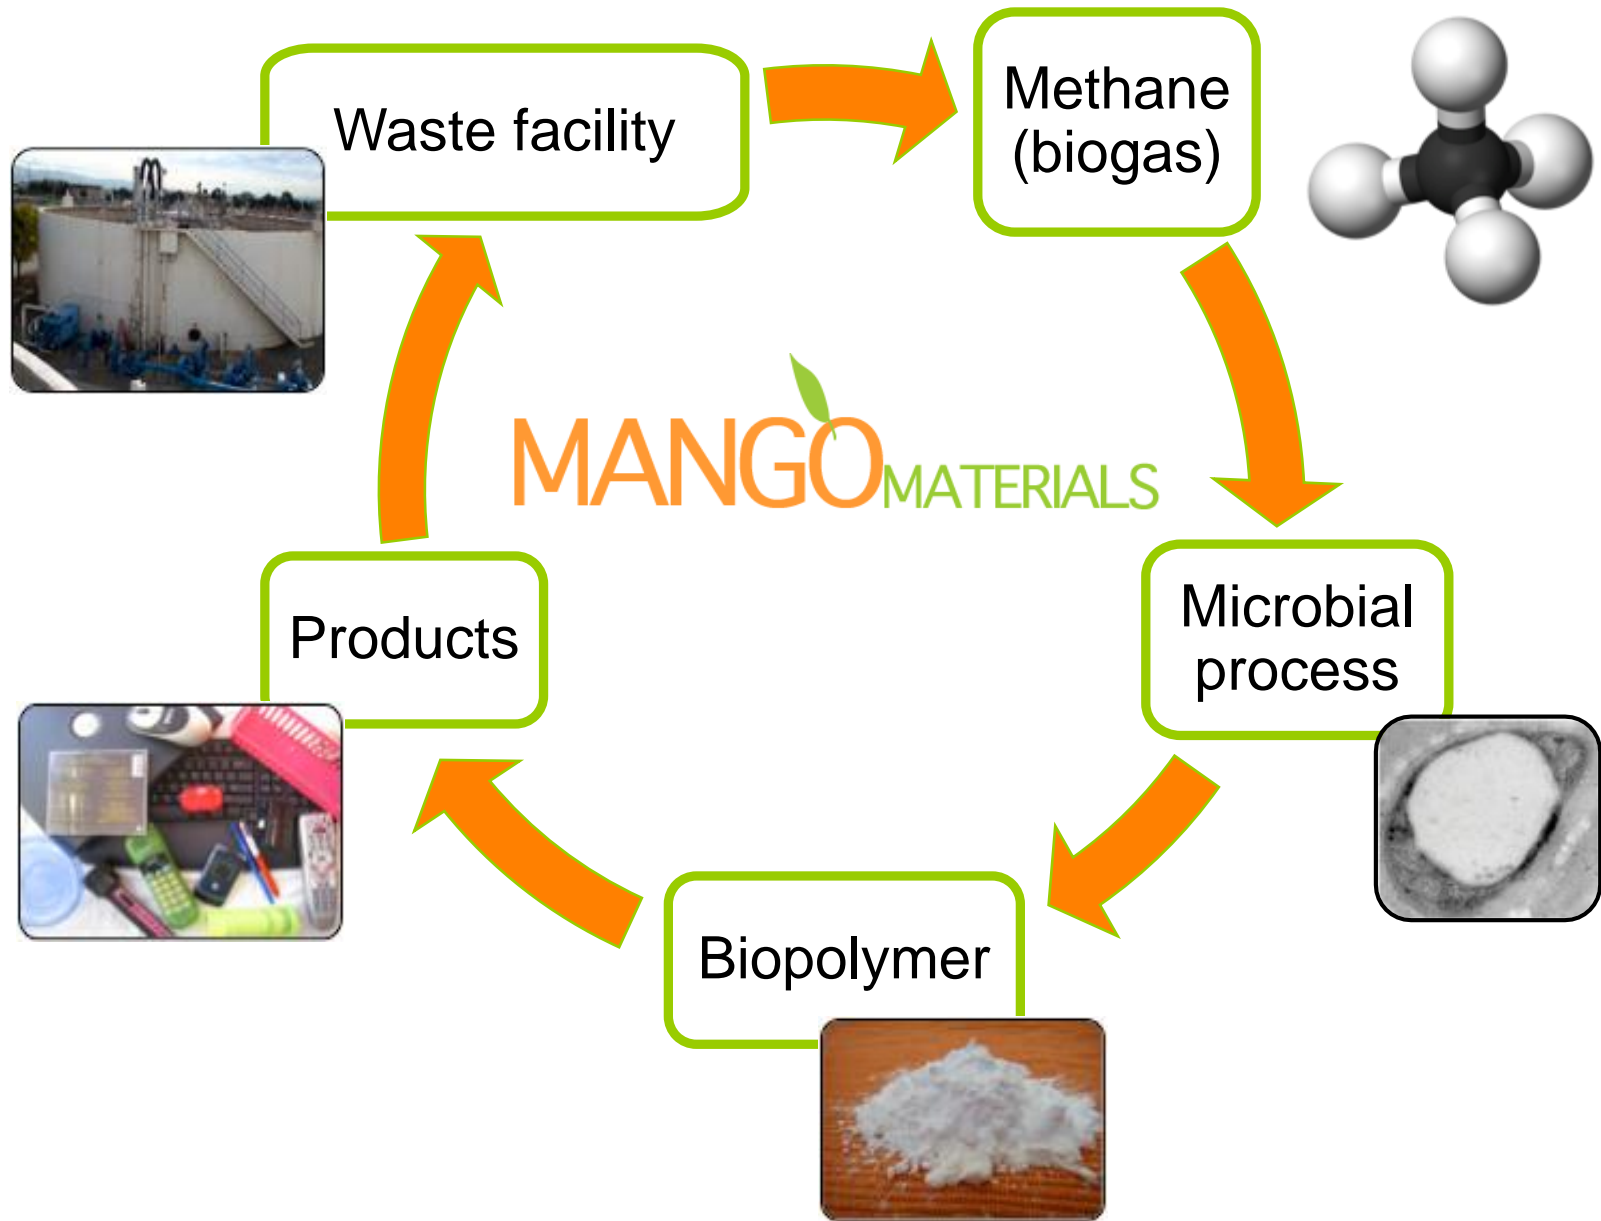 Waste facility
Methane
(biogas)
MANGO MATERIALS
Products
Microbial
process
Biopolymer